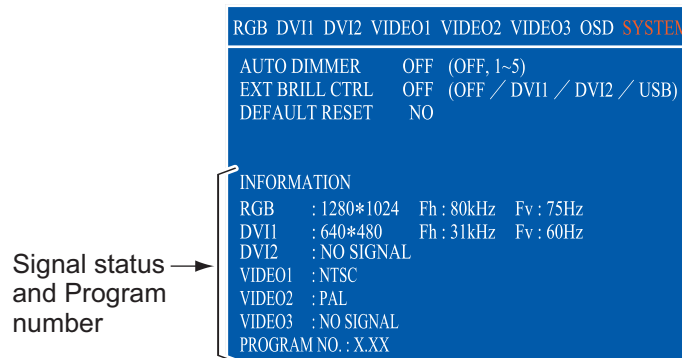 RGB DVI1 DVI2 VIDEO1 VIDEO2 VIDEO3 OSD SYSTEM
AUTO DIMMER OFF (OFF, 1~5)
EXT BRILL CTRL OFF (OFF／DVI1／DVI2／USB)
DEFAULT RESET NO
INFORMATION
RGB : 1280*1024 Fh : 80kHz Fv : 75Hz
DVI1 : 640*480 Fh : 31kHz Fv : 60Hz
DVI2 : NO SIGNAL
VIDEO1 : NTSC
VIDEO2 : PAL
VIDEO3 : NO SIGNAL
PROGRAM NO. : X.XX
Signal status
and Program
number